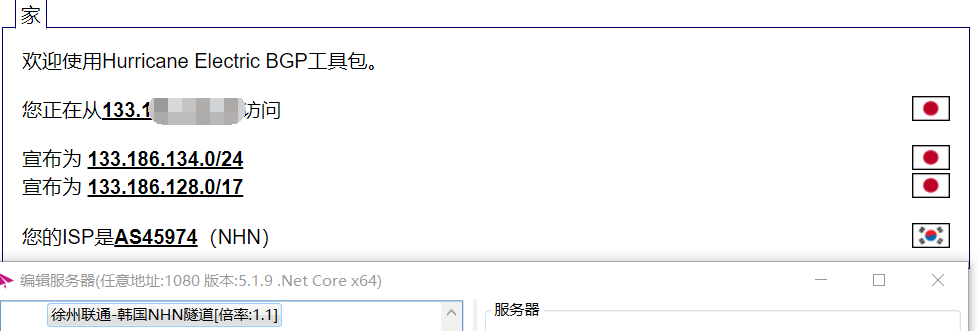 家
欢迎使用Hurricane Electric BGP工具包。
您正在从133.1 访问
宣布为 133.186.134.0/24
宣布为 133.186.128.0/17
您的ISP是AS45974（NHN）
编辑服务器(任意地址:1080 版本:5.1.9 .Net Core x64)
徐州联通-韩国NHN隧道[倍率:1.1]
服务器